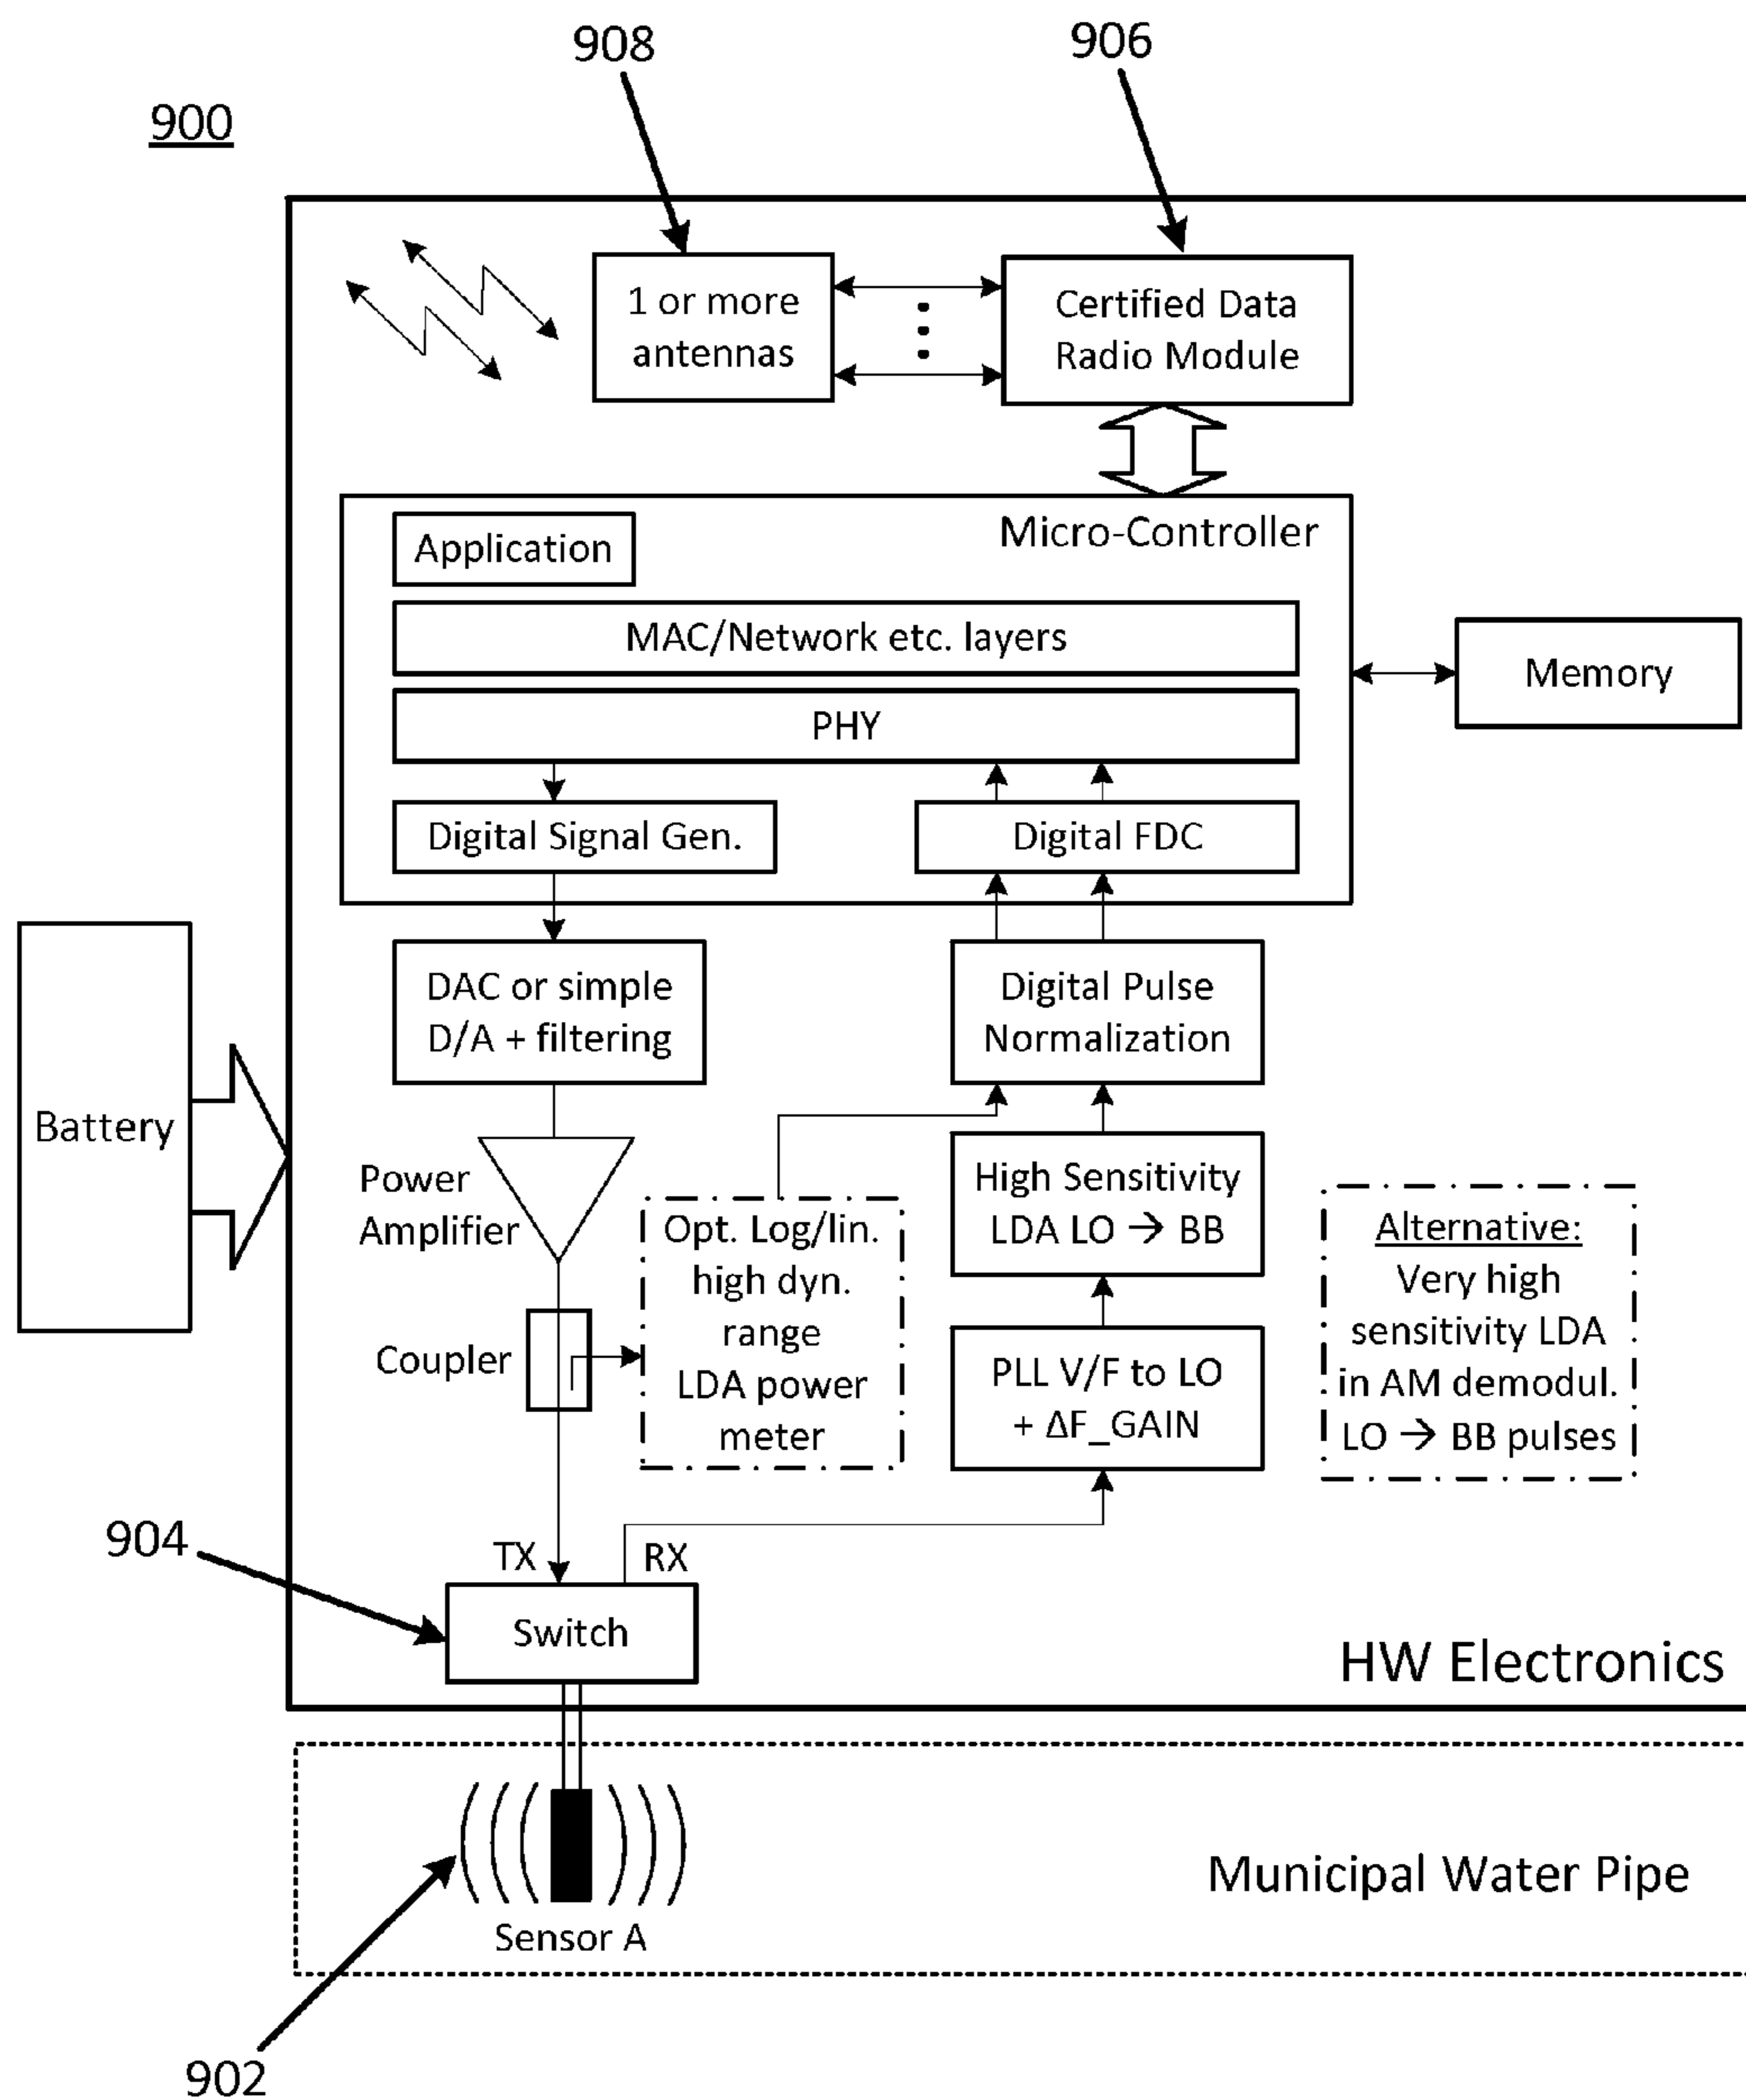 908
906
900
1 or more
antennas
Certified Data
Radio Module
Micro-Controller
Application
MAC/Network etc. layers
PHY
Memory
Digital Signal Gen.
Digital FDC
Battery
DAC or simple
D/A + filtering
Digital Pulse
Normalization
Power
Amplifier
Opt. Log/lin.
high dyn.
range
LDA power
meter
High Sensitivity
LDA LO → BB
Alternative:
Very high
sensitivity LDA
in AM demodul.
LO → BB pulses
Coupler
PLL V/F to LO
+ ΔF_GAIN
904
TX
RX
Switch
HW Electronics
Municipal Water Pipe
Sensor A
902